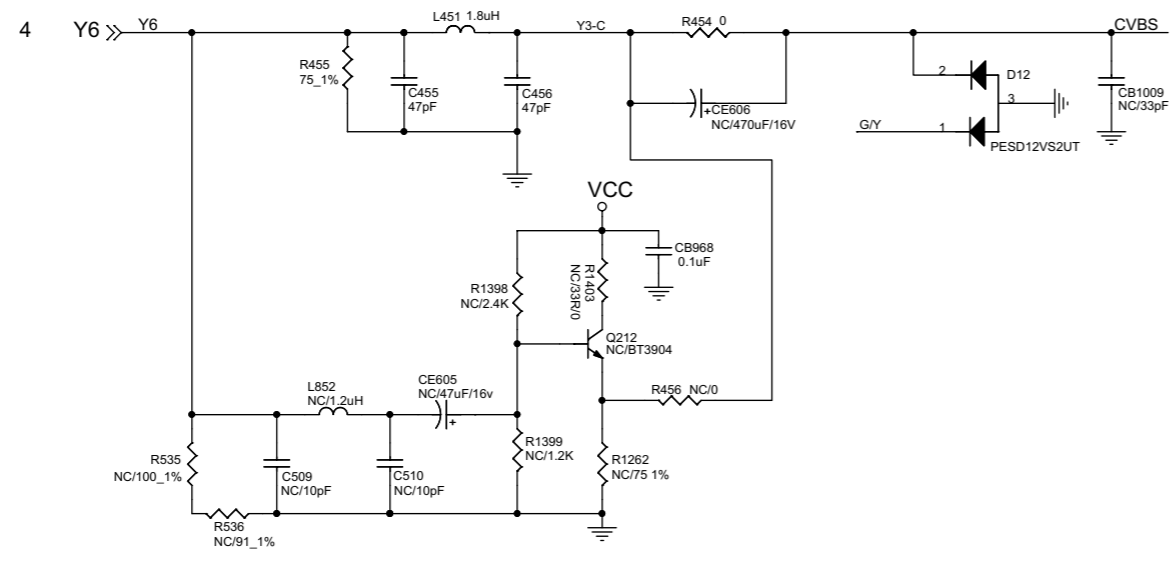 4 Y6 Y6 L451 1.8uH Y3-C R454 0 CVBS
R455
75_1%
C455
47pF
C456
47pF
+CE606
NC/470uF/16V
2 D12
3
G/Y 1
PESD12VS2UT
CB1009
NC/33pF
VCC
CB968
0.1uF
R1398
NC/2.4K
R1403
NC/33R/0
Q212
NC/BT3904
L852
NC/1.2uH
CE605
NC/47uF/16v
+
R456 NC/0
R535
NC/100_1%
C509
NC/10pF
C510
NC/10pF
R1399
NC/1.2K
R1262
NC/75 1%
R536
NC/91_1%